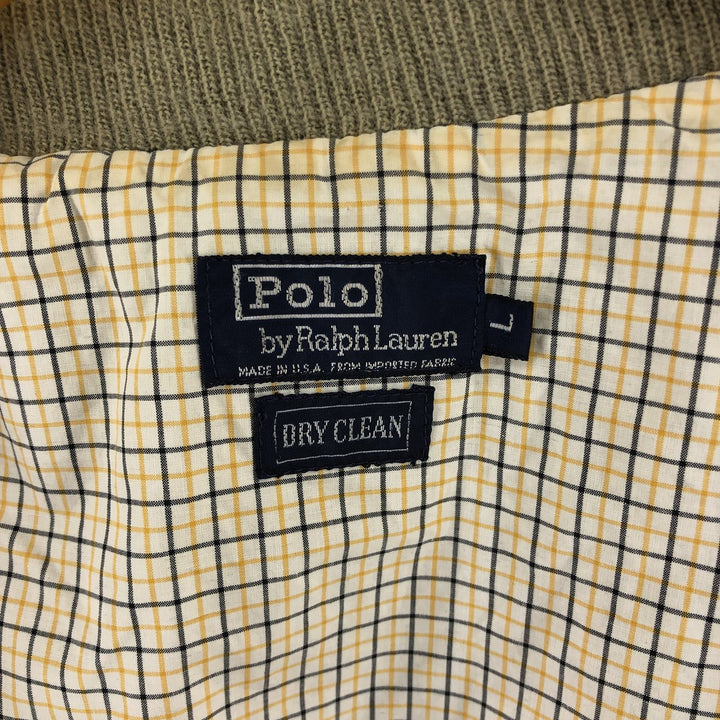 Polo
by Ralph Lauren
MADE IN U.S.A. FROM IMPORTED FABRIC
L
DRY CLEAN